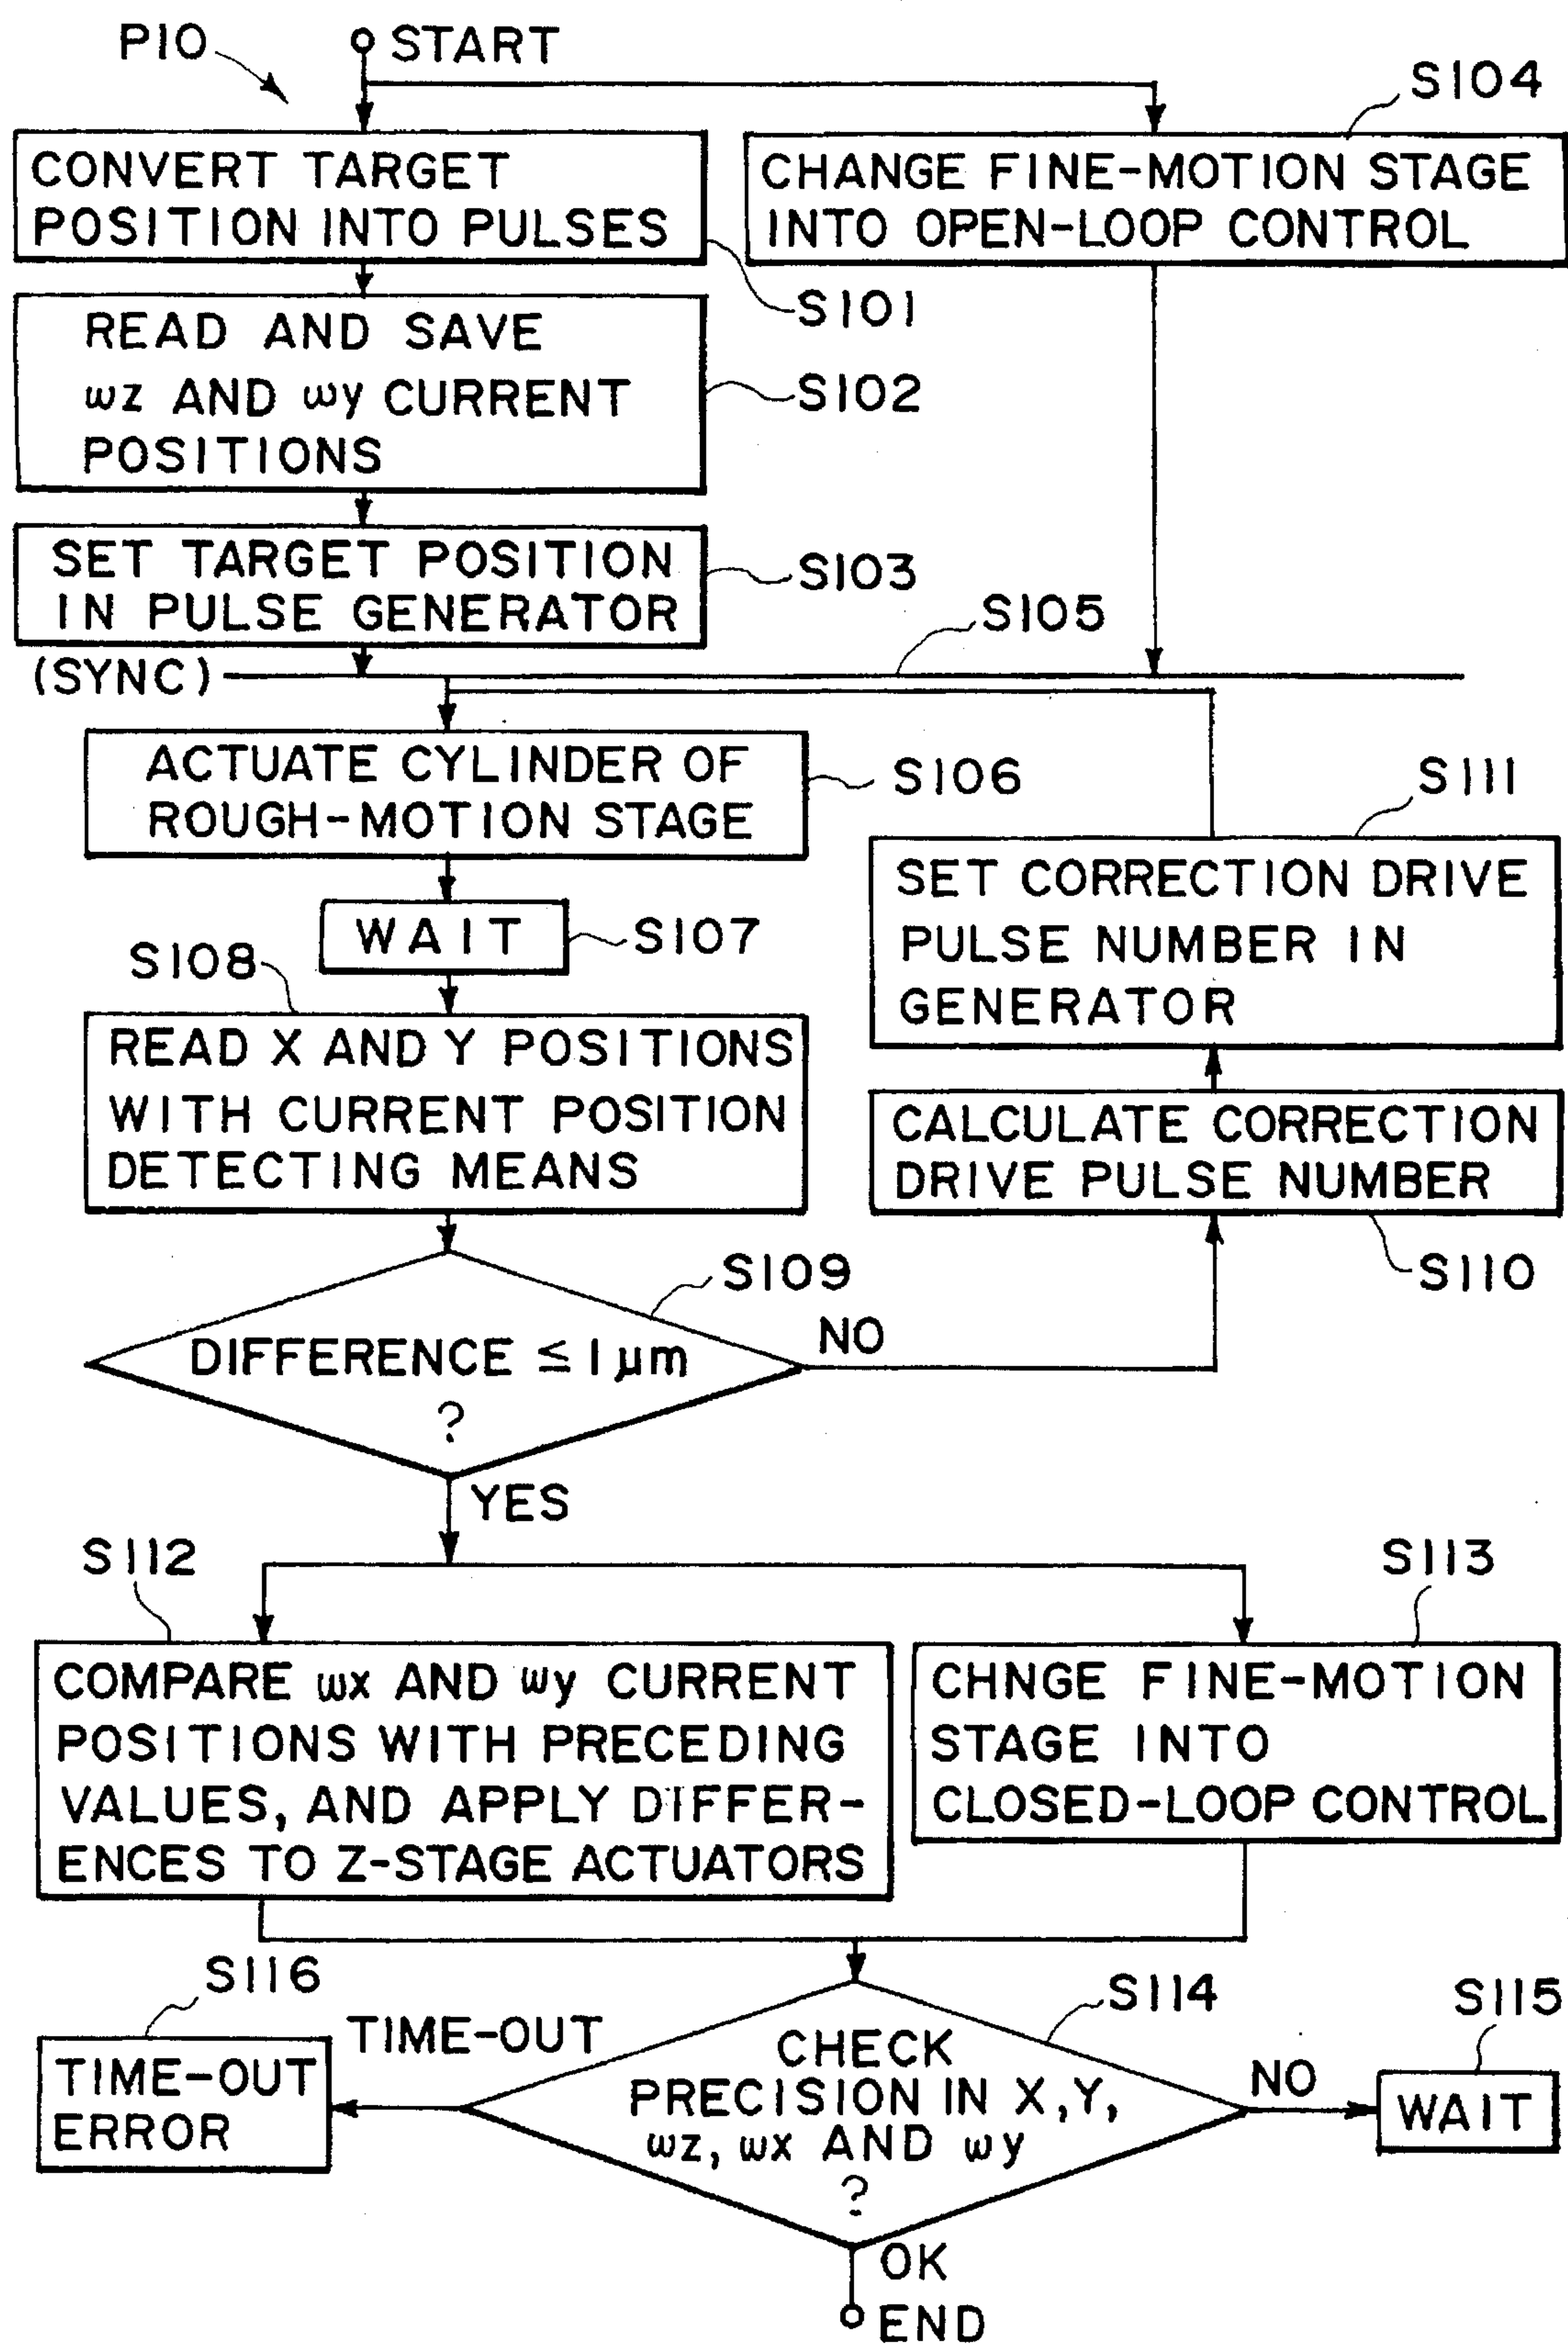 P10
START
S104
CONVERT TARGET
POSITION INTO PULSES
CHANGE FINE-MOTION STAGE
INTO OPEN-LOOP CONTROL
S101
READ AND SAVE
ωz AND ωy CURRENT
POSITIONS
S102
SET TARGET POSITION
IN PULSE GENERATOR
S103
S105
(SYNC)
ACTUATE CYLINDER OF
ROUGH-MOTION STAGE
S106
S111
SET CORRECTION DRIVE
PULSE NUMBER IN
GENERATOR
WAIT
S107
S108
READ X AND Y POSITIONS
WITH CURRENT POSITION
DETECTING MEANS
CALCULATE CORRECTION
DRIVE PULSE NUMBER
S110
S109
DIFFERENCE ≤ 1μm
?
NO
YES
S112
S113
COMPARE ωx AND ωy CURRENT
POSITIONS WITH PRECEDING
VALUES, AND APPLY DIFFER-
ENCES TO Z-STAGE ACTUATORS
CHNGE FINE-MOTION
STAGE INTO
CLOSED-LOOP CONTROL
S116
S114
S115
TIME-OUT
TIME-OUT
ERROR
CHECK
PRECISION IN X,Y,
ωz, ωx AND ωy
?
NO
WAIT
OK
END